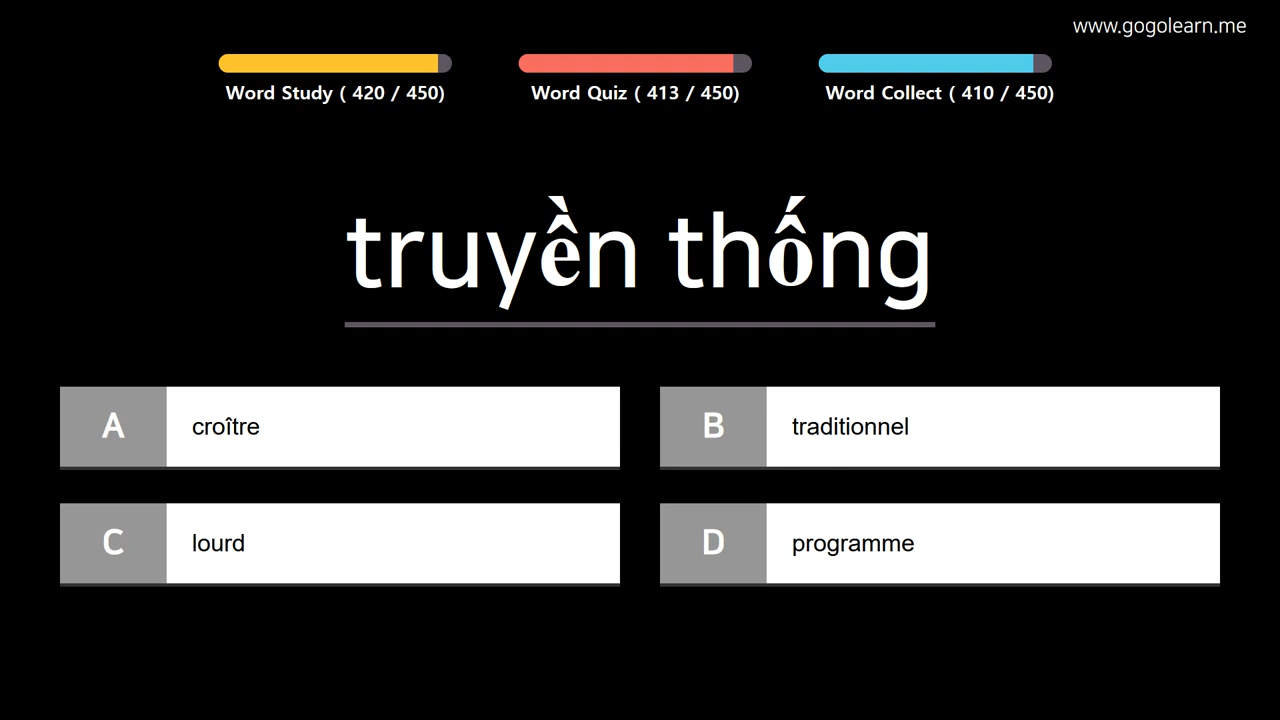 www.gogolearn.me
Word Study ( 420 / 450)
Word Quiz ( 413 / 450)
Word Collect ( 410 / 450)
truyền thống
A croître
B traditionnel
C lourd
D programme